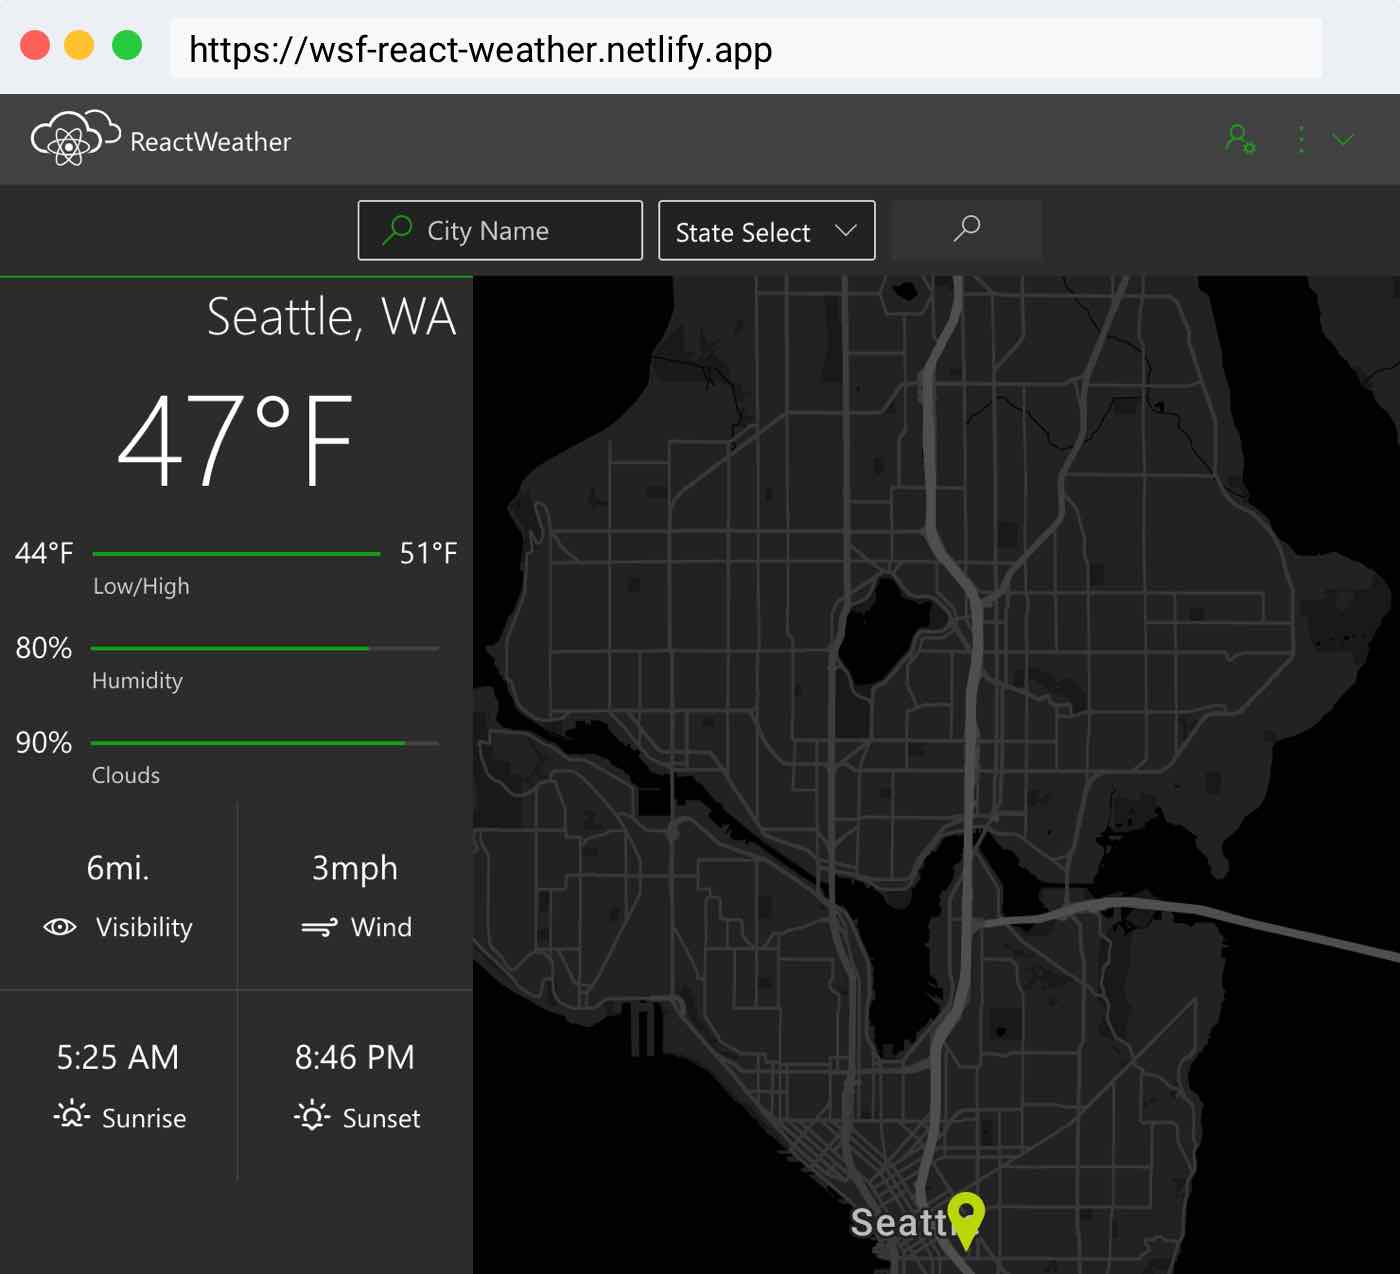 https://wsf-react-weather.netlify.app
ReactWeather
City Name
State Select
Seattle, WA
47°F
44°F
51°F
Low/High
80%
Humidity
90%
Clouds
6mi.
Visibility
3mph
Wind
5:25 AM
Sunrise
8:46 PM
Sunset
Seattl